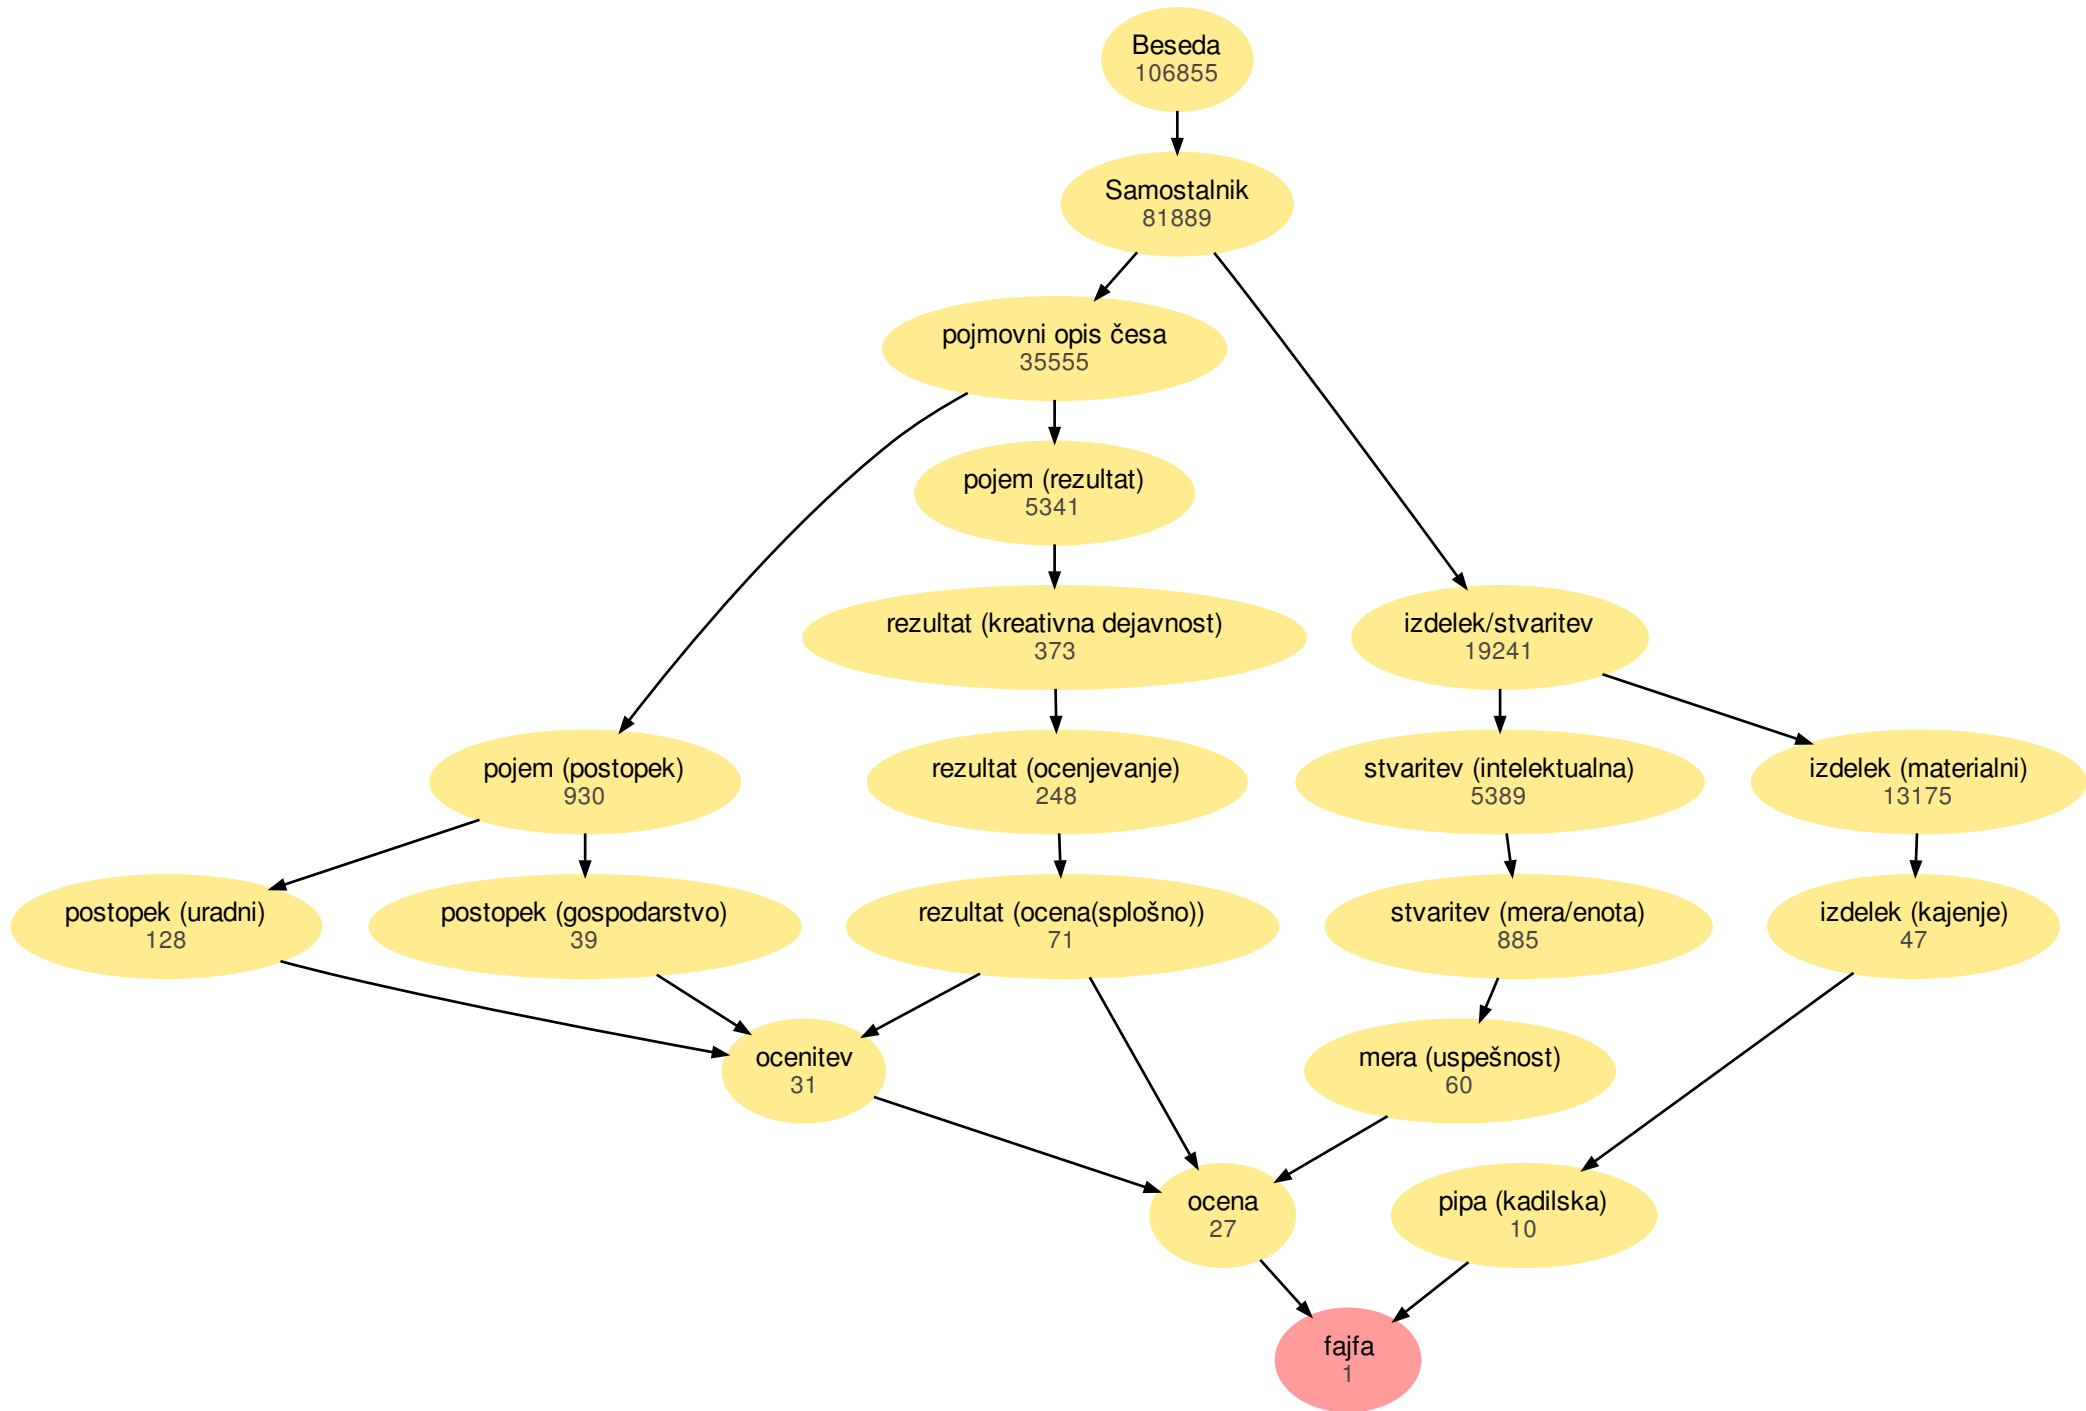 Beseda
106855
Samostalnik
81889
pojmovni opis česa
35555
pojem (rezultat)
5341
rezultat (kreativna dejavnost)
373
izdelek/stvaritev
19241
pojem (postopek)
930
rezultat (ocenjevanje)
248
stvaritev (intelektualna)
5389
izdelek (materialni)
13175
postopek (uradni)
128
postopek (gospodarstvo)
39
rezultat (ocena(splošno))
71
stvaritev (mera/enota)
885
izdelek (kajenje)
47
ocenitev
31
mera (uspešnost)
60
ocena
27
pipa (kadilska)
10
fajfa
1